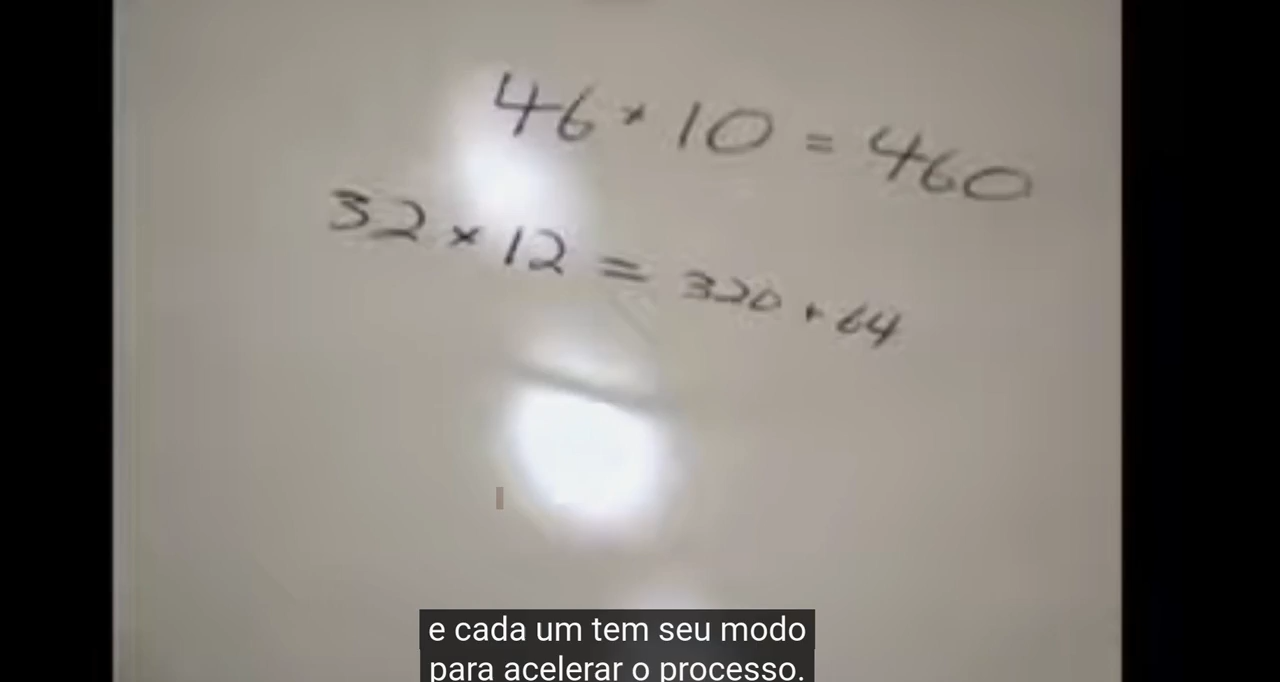 46 × 10 = 460
32 × 12 = 320 + 64
e cada um tem seu modo
para acelerar o processo.